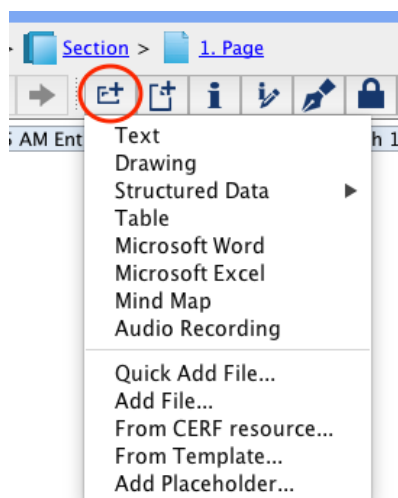 Section > 1. Page
AM Ent
h 1
Text
Drawing
Structured Data
Table
Microsoft Word
Microsoft Excel
Mind Map
Audio Recording
Quick Add File...
Add File...
From CERF resource...
From Template...
Add Placeholder...